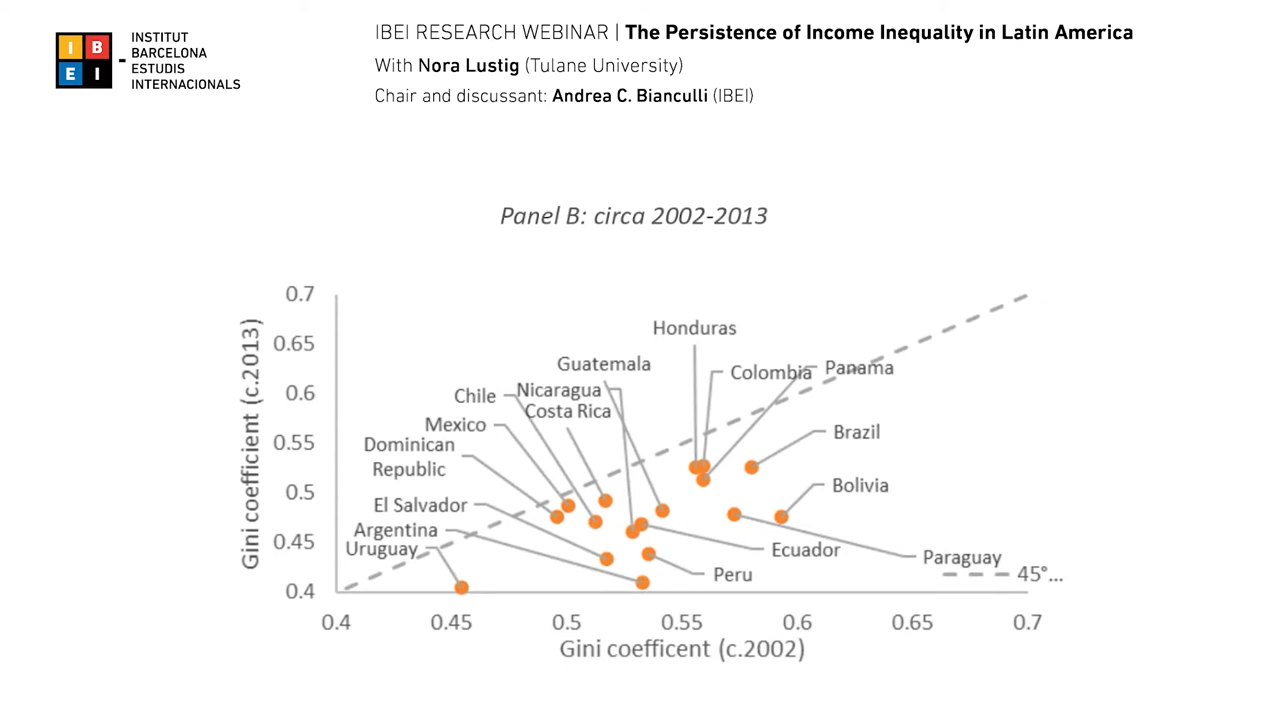 I B
E I
INSTITUT
BARCELONA
ESTUDIS
INTERNACIONALS
IBEI RESEARCH WEBINAR | The Persistence of Income Inequality in Latin America
With Nora Lustig (Tulane University)
Chair and discussant: Andrea C. Bianculli (IBEI)
Panel B: circa 2002-2013
Gini coefficient (c.2013)
0.7
0.65
0.6
0.55
0.5
0.45
0.4
Honduras
Guatemala
Colombia
Panama
Chile
Nicaragua
Costa Rica
Mexico
Brazil
Dominican
Republic
Bolivia
El Salvador
Argentina
Uruguay
Ecuador
Paraguay
Peru
45°...
0.4 0.45 0.5 0.55 0.6 0.65 0.7
Gini coefficent (c.2002)